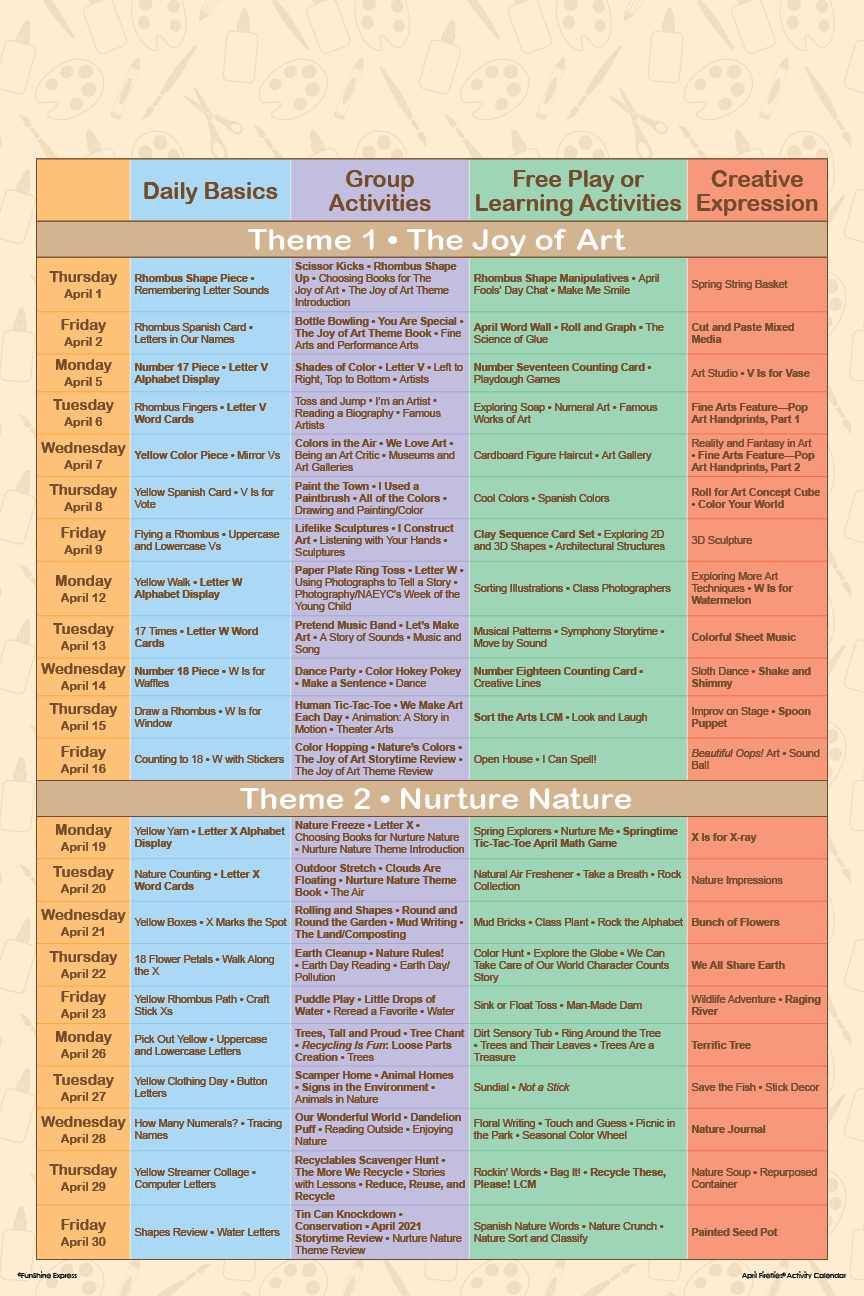 Daily Basics
Group
Activities
Free Play or
Learning Activities
Creative
Expression
Theme 1 • The Joy of Art
Thursday
April 1
Rhombus Shape Piece •
Remembering Letter Sounds
Scissor Kicks • Rhombus Shape
Up • Choosing Books for The
Joy of Art • The Joy of Art Theme
Introduction
Rhombus Shape Manipulatives • April
Fools' Day Chat • Make Me Smile
Spring String Basket
Friday
April 2
Rhombus Spanish Card •
Letters in Our Names
Bottle Bowling • You Are Special •
The Joy of Art Theme Book • Fine
Arts and Performance Arts
April Word Wall • Roll and Graph • The
Science of Glue
Cut and Paste Mixed
Media
Monday
April 5
Number 17 Piece • Letter V
Alphabet Display
Shades of Color • Letter V • Left to
Right, Top to Bottom • Artists
Number Seventeen Counting Card •
Playdough Games
Art Studio • V Is for Vase
Tuesday
April 6
Rhombus Fingers • Letter V
Word Cards
Toss and Jump • I'm an Artist •
Reading a Biography • Famous
Artists
Exploring Soap • Numeral Art • Famous
Works of Art
Fine Arts Feature—Pop
Art Handprints, Part 1
Wednesday
April 7
Yellow Color Piece • Mirror Vs
Colors in the Air • We Love Art •
Being an Art Critic • Museums and
Art Galleries
Cardboard Figure Haircut • Art Gallery
Reality and Fantasy in Art
• Fine Arts Feature—Pop
Art Handprints, Part 2
Thursday
April 8
Yellow Spanish Card • V Is for
Vote
Paint the Town • I Used a
Paintbrush • All of the Colors •
Drawing and Painting/Color
Cool Colors • Spanish Colors
Roll for Art Concept Cube
• Color Your World
Friday
April 9
Flying a Rhombus • Uppercase
and Lowercase Vs
Lifelike Sculptures • I Construct
Art • Listening with Your Hands •
Sculptures
Clay Sequence Card Set • Exploring 2D
and 3D Shapes • Architectural Structures
3D Sculpture
Monday
April 12
Yellow Walk • Letter W
Alphabet Display
Paper Plate Ring Toss • Letter W •
Using Photographs to Tell a Story •
Photography/NAEYC's Week of the
Young Child
Sorting Illustrations • Class Photographers
Exploring More Art
Techniques • W Is for
Watermelon
Tuesday
April 13
17 Times • Letter W Word
Cards
Pretend Music Band • Let's Make
Art • A Story of Sounds • Music and
Song
Musical Patterns • Symphony Storytime •
Move by Sound
Colorful Sheet Music
Wednesday
April 14
Number 18 Piece • W Is for
Waffles
Dance Party • Color Hokey Pokey
• Make a Sentence • Dance
Number Eighteen Counting Card •
Creative Lines
Sloth Dance • Shake and
Shimmy
Thursday
April 15
Draw a Rhombus • W Is for
Window
Human Tic-Tac-Toe • We Make Art
Each Day • Animation: A Story in
Motion • Theater Arts
Sort the Arts LCM • Look and Laugh
Improv on Stage • Spoon
Puppet
Friday
April 16
Counting to 18 • W with Stickers
Color Hopping • Nature's Colors •
The Joy of Art Storytime Review •
The Joy of Art Theme Review
Open House • I Can Spell!
Beautiful Oops! Art • Sound
Ball
Theme 2 • Nurture Nature
Monday
April 19
Yellow Yarn • Letter X Alphabet
Display
Nature Freeze • Letter X •
Choosing Books for Nurture Nature
• Nurture Nature Theme Introduction
Spring Explorers • Nurture Me • Springtime
Tic-Tac-Toe April Math Game
X Is for X-ray
Tuesday
April 20
Nature Counting • Letter X
Word Cards
Outdoor Stretch • Clouds Are
Floating • Nurture Nature Theme
Book • The Air
Natural Air Freshener • Take a Breath • Rock
Collection
Nature Impressions
Wednesday
April 21
Yellow Boxes • X Marks the Spot
Rolling and Shapes • Round and
Round the Garden • Mud Writing •
The Land/Composting
Mud Bricks • Class Plant • Rock the Alphabet
Bunch of Flowers
Thursday
April 22
18 Flower Petals • Walk Along
the X
Earth Cleanup • Nature Rules!
• Earth Day Reading • Earth Day/
Pollution
Color Hunt • Explore the Globe • We Can
Take Care of Our World Character Counts
Story
We All Share Earth
Friday
April 23
Yellow Rhombus Path • Craft
Stick Xs
Puddle Play • Little Drops of
Water • Reread a Favorite • Water
Sink or Float Toss • Man-Made Dam
Wildlife Adventure • Raging
River
Monday
April 26
Pick Out Yellow • Uppercase
and Lowercase Letters
Trees, Tall and Proud • Tree Chant
• Recycling Is Fun: Loose Parts
Creation • Trees
Dirt Sensory Tub • Ring Around the Tree
• Trees and Their Leaves • Trees Are a
Treasure
Terrific Tree
Tuesday
April 27
Yellow Clothing Day • Button
Letters
Scamper Home • Animal Homes
• Signs in the Environment •
Animals in Nature
Sundial • Not a Stick
Save the Fish • Stick Decor
Wednesday
April 28
How Many Numerals? • Tracing
Names
Our Wonderful World • Dandelion
Puff • Reading Outside • Enjoying
Nature
Floral Writing • Touch and Guess • Picnic in
the Park • Seasonal Color Wheel
Nature Journal
Thursday
April 29
Yellow Streamer Collage •
Computer Letters
Recyclables Scavenger Hunt •
The More We Recycle • Stories
with Lessons • Reduce, Reuse, and
Recycle
Rockin' Words • Bag It! • Recycle These,
Please! LCM
Nature Soup • Repurposed
Container
Friday
April 30
Shapes Review • Water Letters
Tin Can Knockdown •
Conservation • April 2021
Storytime Review • Nurture Nature
Theme Review
Spanish Nature Words • Nature Crunch •
Nature Sort and Classify
Painted Seed Pot
©FunShine Express
April Fireflies® Activity Calendar